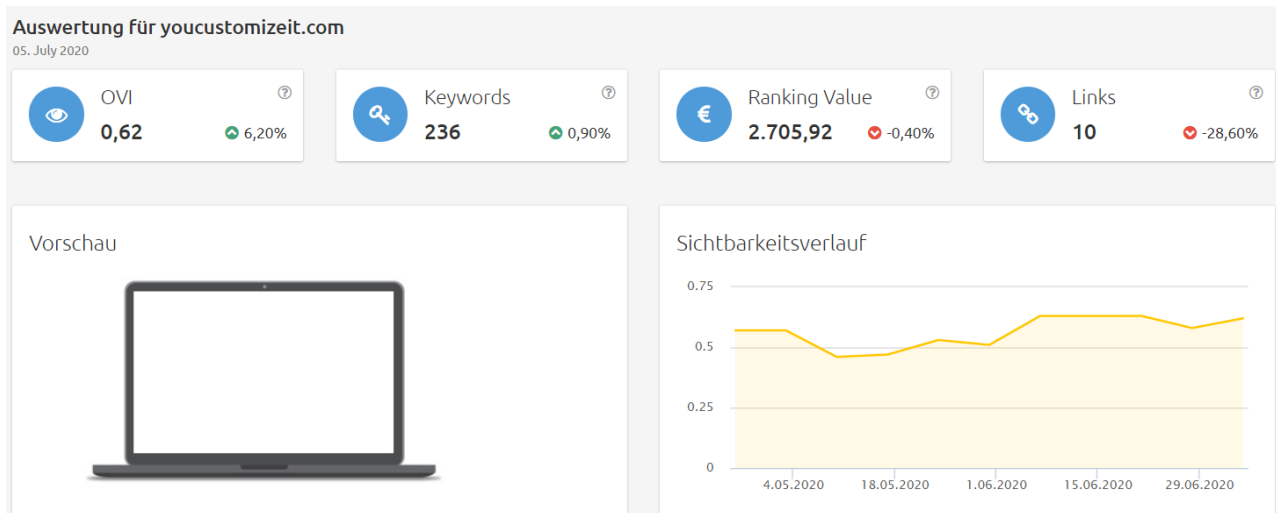 Auswertung für youcustomizeit.com
05. July 2020
OVI
0,62
6,20%
Keywords
236
0,90%
Ranking Value
2.705,92
-0,40%
Links
10
-28,60%
Vorschau
Sichtbarkeitsverlauf
0.75
0.5
0.25
0
4.05.2020 18.05.2020 1.06.2020 15.06.2020 29.06.2020